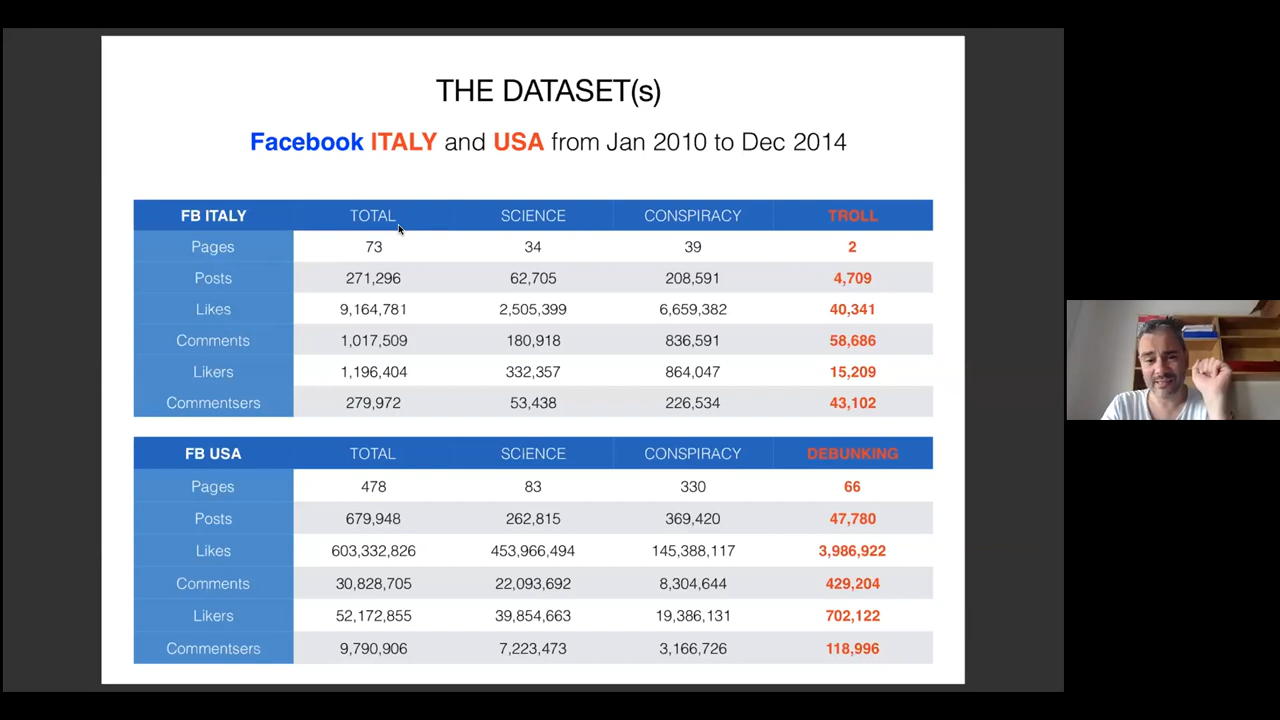 THE DATASET(s)
Facebook ITALY and USA from Jan 2010 to Dec 2014
FB ITALY TOTAL SCIENCE CONSPIRACY TROLL
Pages 73 34 39 2
Posts 271,296 62,705 208,591 4,709
Likes 9,164,781 2,505,399 6,659,382 40,341
Comments 1,017,509 180,918 836,591 58,686
Likers 1,196,404 332,357 864,047 15,209
Commentsers 279,972 53,438 226,534 43,102
FB USA TOTAL SCIENCE CONSPIRACY DEBUNKING
Pages 478 83 330 66
Posts 679,948 262,815 369,420 47,780
Likes 603,332,826 453,966,494 145,388,117 3,986,922
Comments 30,828,705 22,093,692 8,304,644 429,204
Likers 52,172,855 39,854,663 19,386,131 702,122
Commentsers 9,790,906 7,223,473 3,166,726 118,996